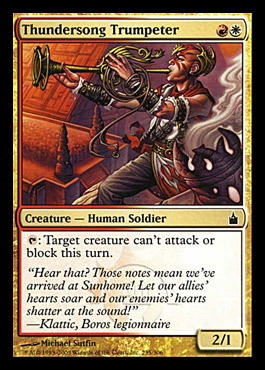 Thundersong Trumpeter
Creature — Human Soldier
: Target creature can't attack or
block this turn.
"Hear that? Those notes mean we've
arrived at Sunhome! Let our allies'
hearts soar and our enemies' hearts
shatter at the sound!"
—Klattic, Boros legionnaire
Michael Sutfin
2/1